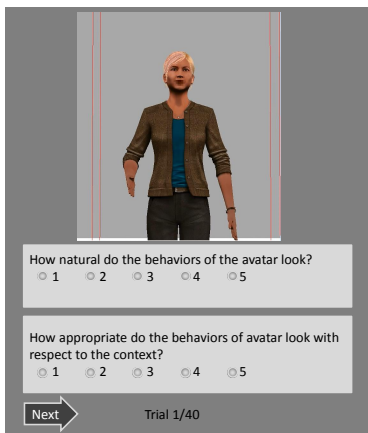 How natural do the behaviors of the avatar look?
1 2 3 4 5
How appropriate do the behaviors of avatar look with
respect to the context?
1 2 3 4 5
Next Trial 1/40